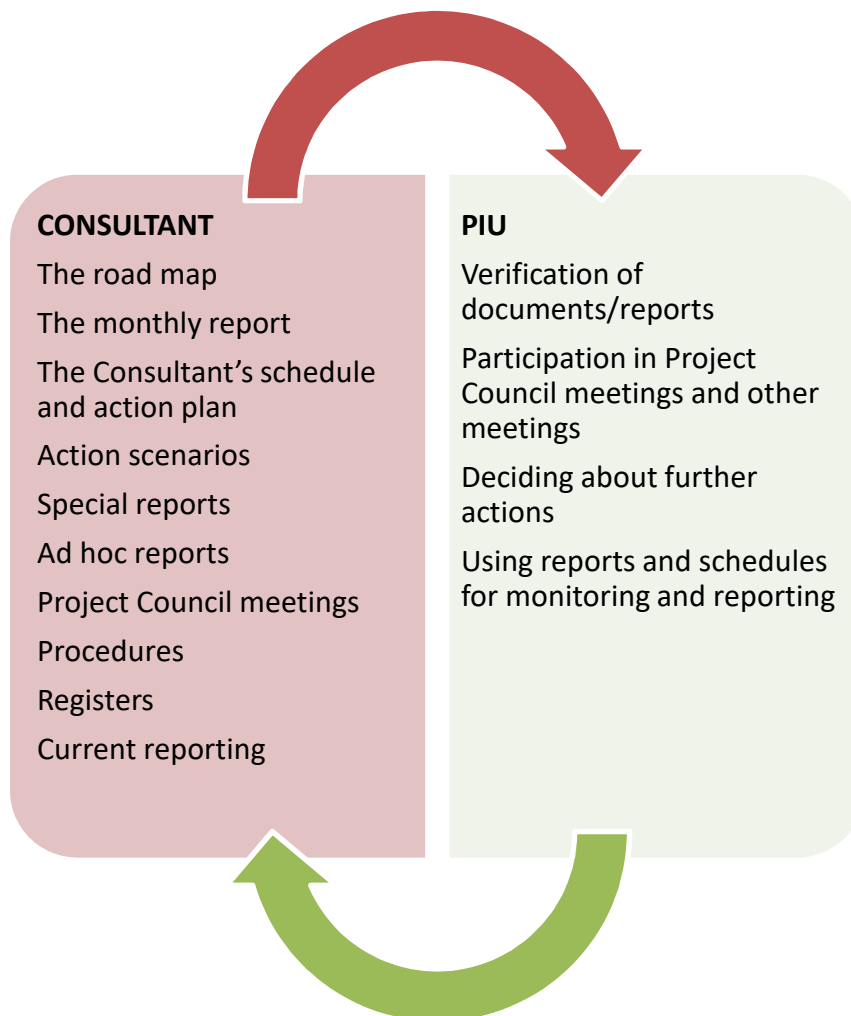 CONSULTANT
The road map
The monthly report
The Consultant’s schedule
and action plan
Action scenarios
Special reports
Ad hoc reports
Project Council meetings
Procedures
Registers
Current reporting
PIU
Verification of
documents/reports
Participation in Project
Council meetings and other
meetings
Deciding about further
actions
Using reports and schedules
for monitoring and reporting